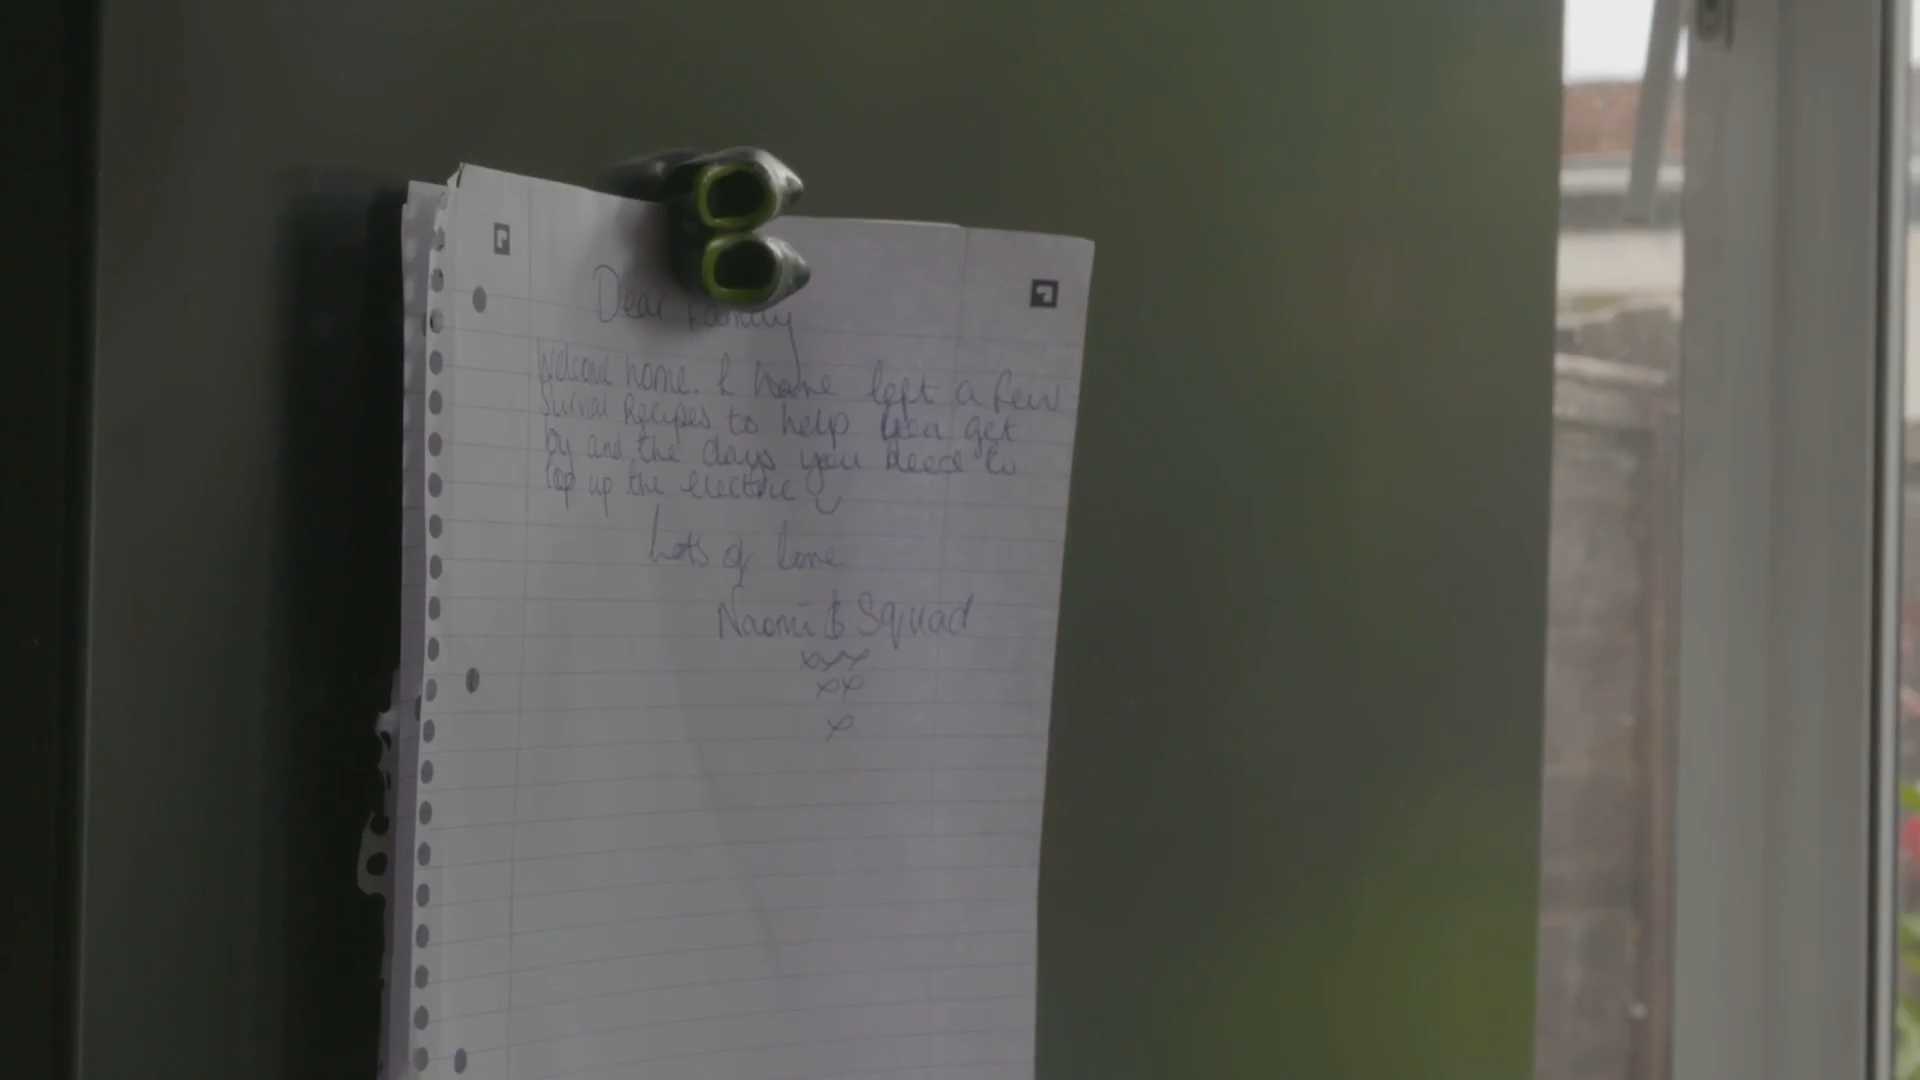 Dear Family
Welcome home. I have left a few
Survial Recipes to help you get
by and the days you need to
top up the electric
Lots of love
Naomi & Squad
xxx
xx
x